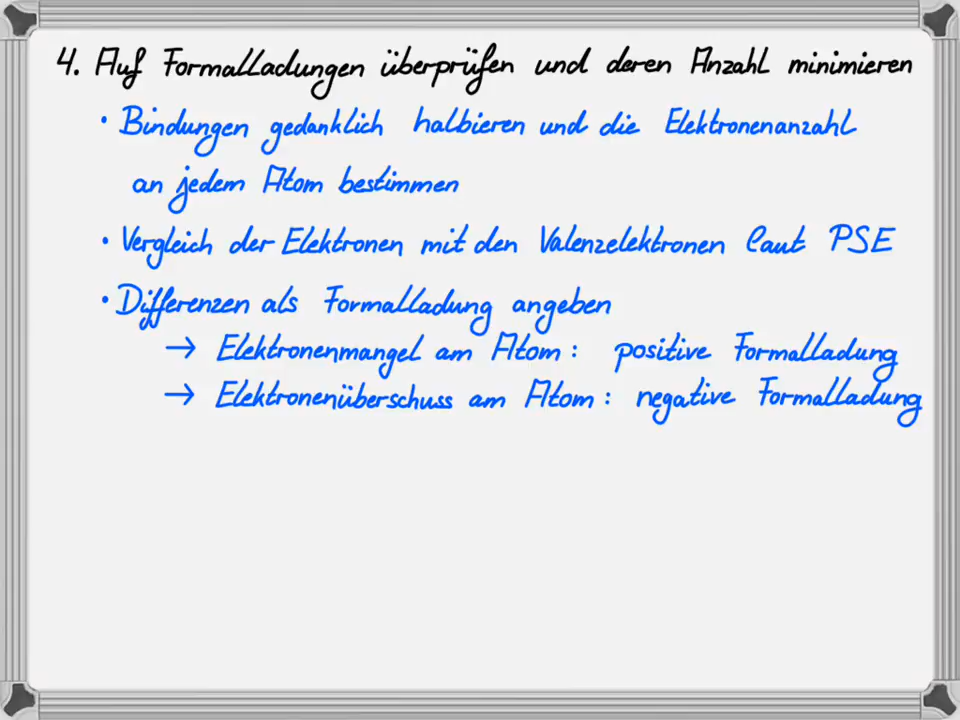 4. Auf Formalladungen überprüfen und deren Anzahl minimieren
• Bindungen gedanklich halbieren und die Elektronenanzahl
an jedem Atom bestimmen
• Vergleich der Elektronen mit den Valenzelektronen laut PSE
• Differenzen als Formalladung angeben
→ Elektronenmangel am Atom: positive Formalladung
→ Elektronenüberschuss am Atom: negative Formalladung